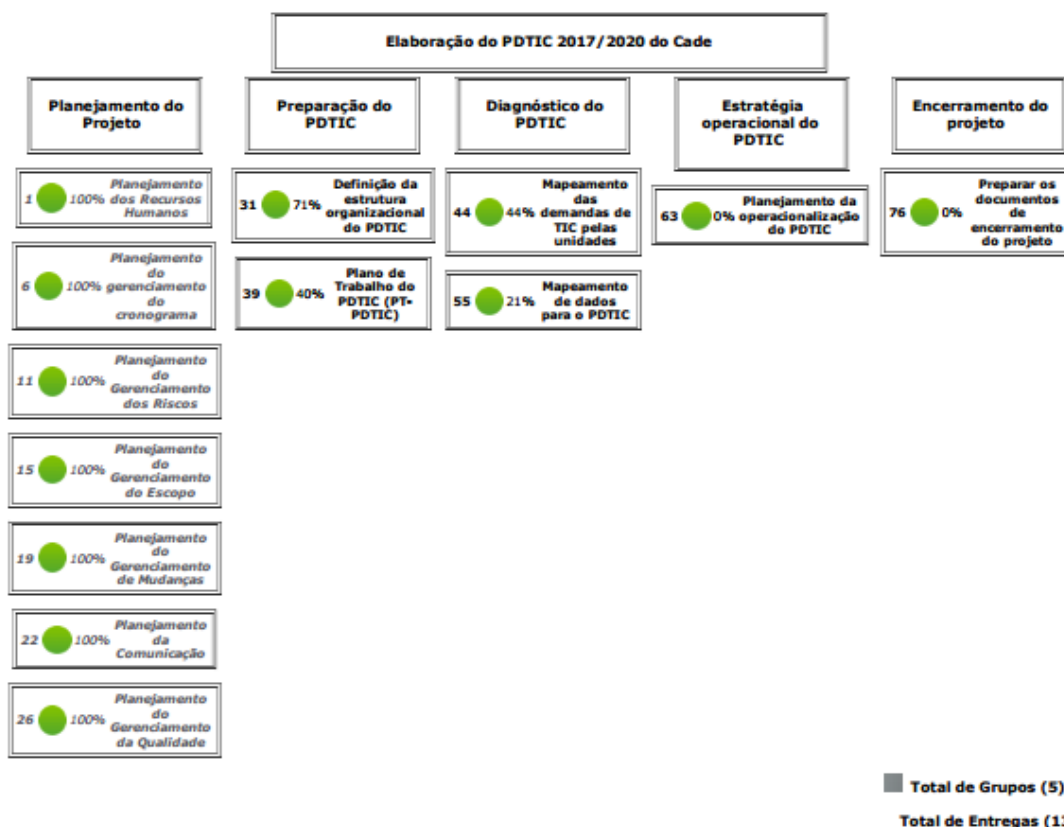 Elaboração do PDTIC 2017/2020 do Cade
Planejamento do
Projeto
1 100% Planejamento
dos Recursos
Humanos
6 100% Planejamento
do
gerenciamento
do
cronograma
11 100% Planejamento
do
Gerenciamento
dos Riscos
15 100% Planejamento
do
Gerenciamento
do Escopo
19 100% Planejamento
do
Gerenciamento
de Mudanças
22 100% Planejamento
da
Comunicação
26 100% Planejamento
do
Gerenciamento
da Qualidade
Preparação do
PDTIC
31 71% Definição da
estrutura
organizacional
do PDTIC
39 40% Plano de
Trabalho do
PDTIC (PT-
PDTIC)
Diagnóstico do
PDTIC
44 44% Mapeamento
das
demandas de
TIC pelas
unidades
55 21% Mapeamento
de dados
para o PDTIC
Estratégia
operacional do
PDTIC
63 0% Planejamento da
operacionalização
do PDTIC
Encerramento do
projeto
76 0% Preparar os
documentos
de
encerramento
do projeto
Total de Grupos (5)
Total de Entregas (13